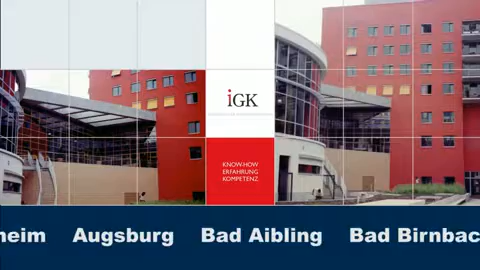 iGK
KNOW-HOW
ERFAHRUNG
KOMPETENZ.
heim Augsburg Bad Aibling Bad Birnbac